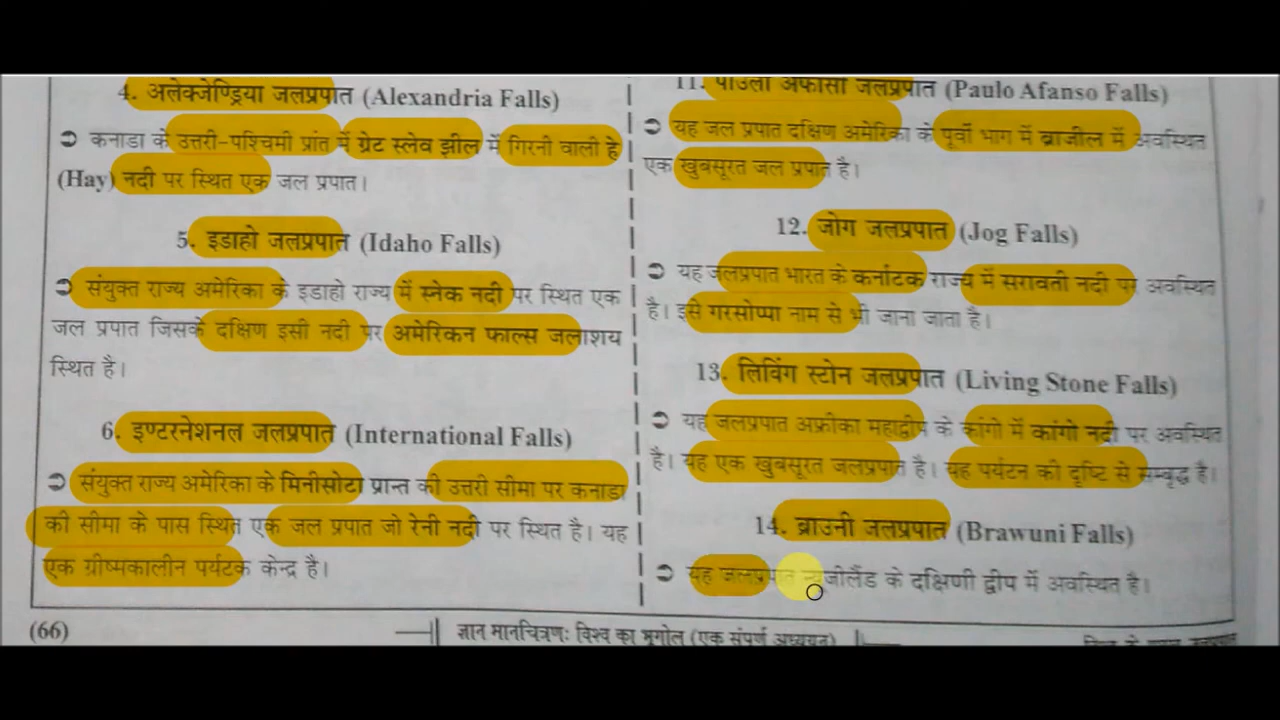 4. अलेक्जेण्ड्रिया जलप्रपात (Alexandria Falls)
➲ कनाडा के उत्तरी-पश्चिमी प्रांत में ग्रेट स्लेव झील में गिरनी वाली हे
(Hay) नदी पर स्थित एक जल प्रपात।
5. इडाहो जलप्रपात (Idaho Falls)
➲ संयुक्त राज्य अमेरिका के इडाहो राज्य में स्नेक नदी पर स्थित एक
जल प्रपात जिसके दक्षिण इसी नदी पर अमेरिकन फाल्स जलाशय
स्थित है।
6. इण्टरनेशनल जलप्रपात (International Falls)
➲ संयुक्त राज्य अमेरिका के मिनीसोटा प्रान्त की उत्तरी सीमा पर कनाडा
की सीमा के पास स्थित एक जल प्रपात जो रेनी नदी पर स्थित है। यह
एक ग्रीष्मकालीन पर्यटक केन्द्र है।
11. पाउलो अफांसो जलप्रपात (Paulo Afanso Falls)
➲ यह जल प्रपात दक्षिण अमेरिका के पूर्वी भाग में ब्राजील में अवस्थित
एक खुबसूरत जल प्रपात है।
12. जोग जलप्रपात (Jog Falls)
➲ यह जलप्रपात भारत के कर्नाटक राज्य में सरावती नदी पर अवस्थित
है। इसे गरसोप्पा नाम से भी जाना जाता है।
13. लिविंग स्टोन जलप्रपात (Living Stone Falls)
➲ यह जलप्रपात अफ्रीका महाद्वीप के कांगो में कांगो नदी पर अवस्थित
है। यह एक खुबसूरत जलप्रपात है। यह पर्यटन की दृष्टि से सम्बृद्ध है।
14. ब्राउनी जलप्रपात (Brawuni Falls)
➲ यह जलप्रपात न्यूजीलैंड के दक्षिणी द्वीप में अवस्थित है।
(66)
ज्ञान मानचित्रण: विश्व का भूगोल (एक संपूर्ण अध्ययन)